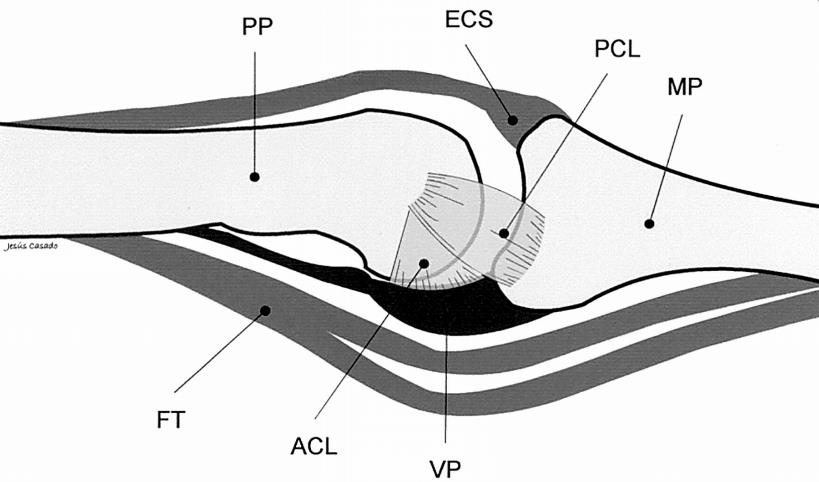 PP
ECS
PCL
MP
Jesús Casado
FT
ACL
VP